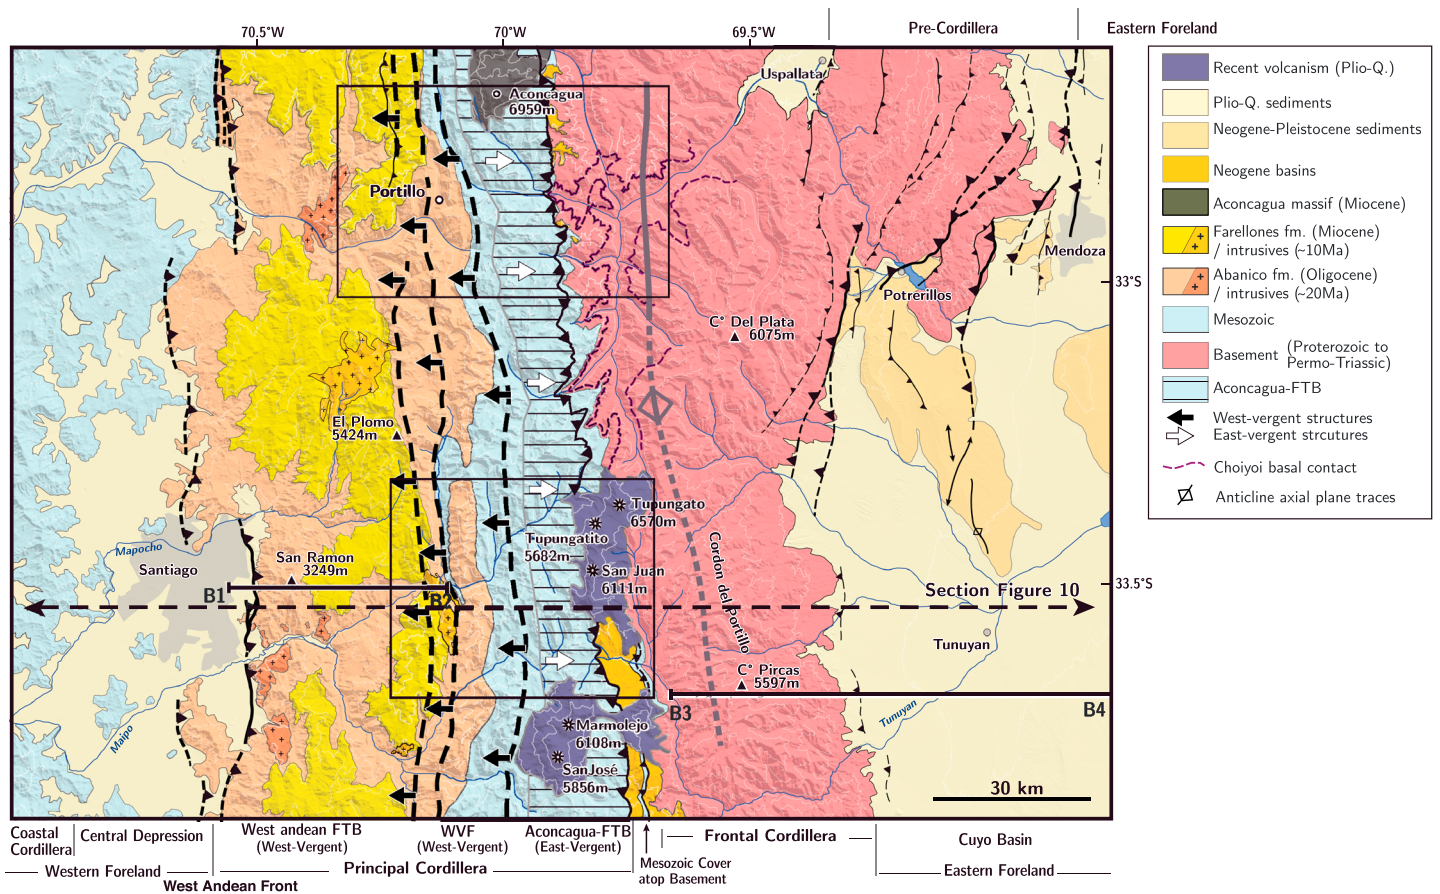 Pre-Cordillera
Eastern Foreland
70.5°W
70°W
69.5°W
Uspallata
Aconcagua
6959m
Portillo
Mendoza
33°S
Potrerillos
C° Del Plata
6075m
El Plomo
5424m
Tupungato
6570m
Tupungatito
5682m
San Juan
6111m
Mapocho
Santiago
San Ramon
3249m
Cordon del Portillo
33.5°S
B1
B2
Section Figure 10
Tunuyan
C° Pircas
5597m
B3
B4
Tunuyan
Maipo
Marmolejo
6108m
SanJosé
5856m
30 km
Recent volcanism (Plio-Q.)
Plio-Q. sediments
Neogene-Pleistocene sediments
Neogene basins
Aconcagua massif (Miocene)
Farellones fm. (Miocene)
/ intrusives (~10Ma)
Abanico fm. (Oligocene)
/ intrusives (~20Ma)
Mesozoic
Basement (Proterozoic to
Permo-Triassic)
Aconcagua-FTB
West-vergent structures
East-vergent strcutures
Choiyoi basal contact
Anticline axial plane traces
Coastal
Cordillera
Central Depression
West andean FTB
(West-Vergent)
WVF
(West-Vergent)
Aconcagua-FTB
(East-Vergent)
Frontal Cordillera
Cuyo Basin
Mesozoic Cover
atop Basement
Western Foreland
Principal Cordillera
Eastern Foreland
West Andean Front